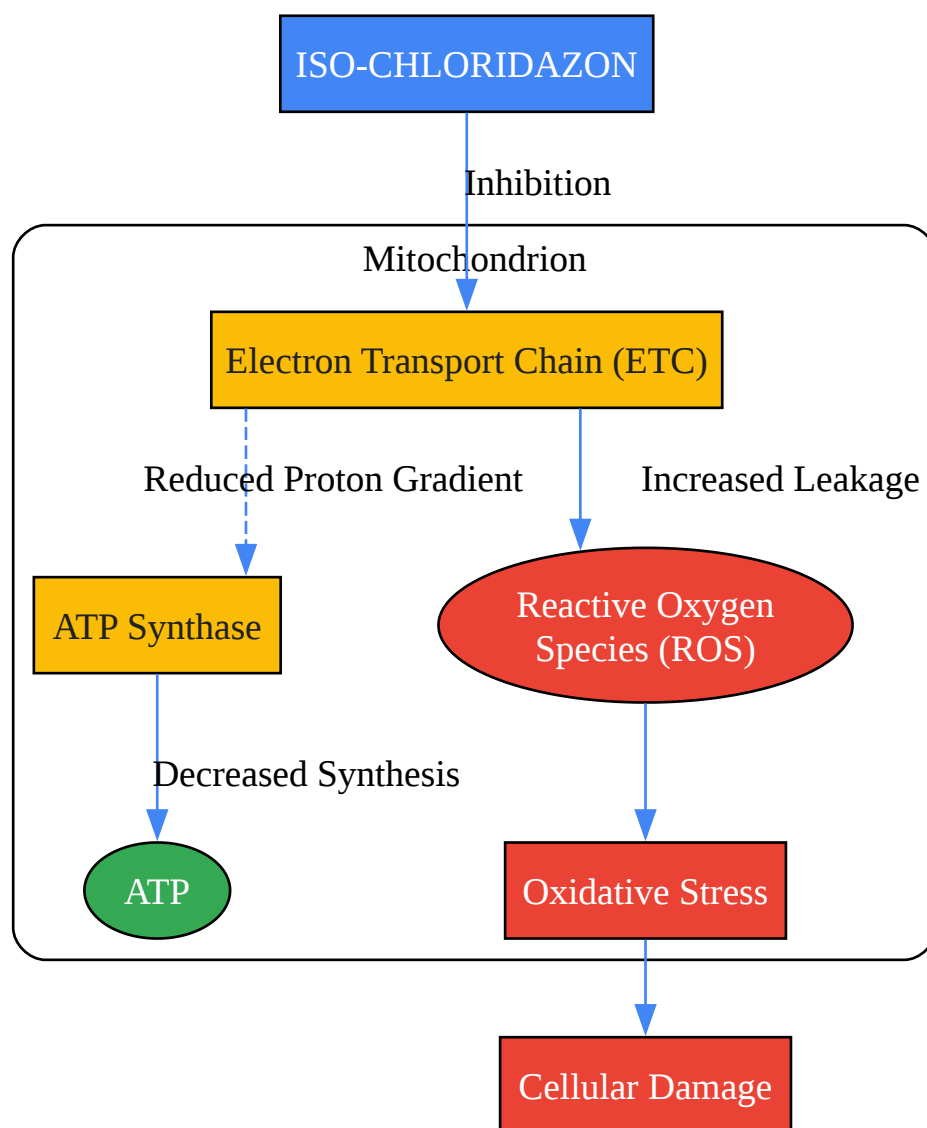 ISO-CHLORIDAZON
Inhibition
Mitochondrion
Electron Transport Chain (ETC)
Reduced Proton Gradient
Increased Leakage
ATP Synthase
Reactive Oxygen
Species (ROS)
Decreased Synthesis
ATP
Oxidative Stress
Cellular Damage